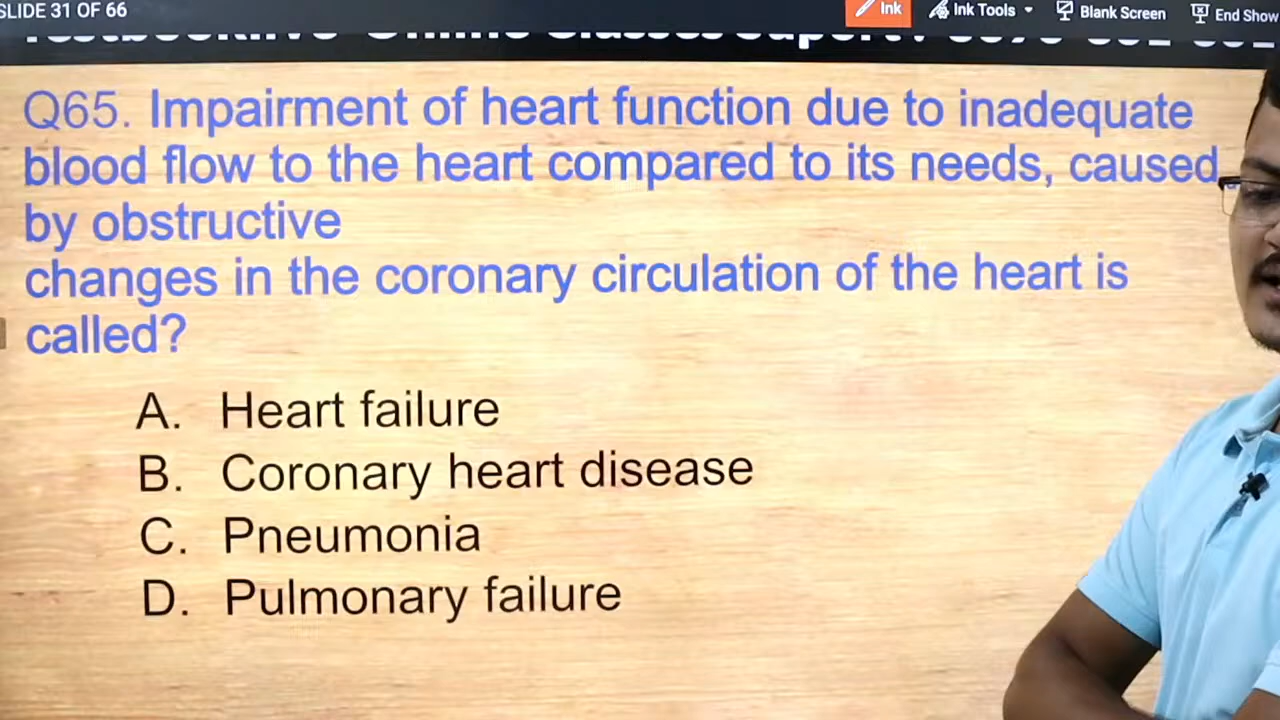 SLIDE 31 OF 66
Ink
Ink Tools
Blank Screen
End Show
Q65. Impairment of heart function due to inadequate
blood flow to the heart compared to its needs, caused
by obstructive
changes in the coronary circulation of the heart is
called?
A. Heart failure
B. Coronary heart disease
C. Pneumonia
D. Pulmonary failure